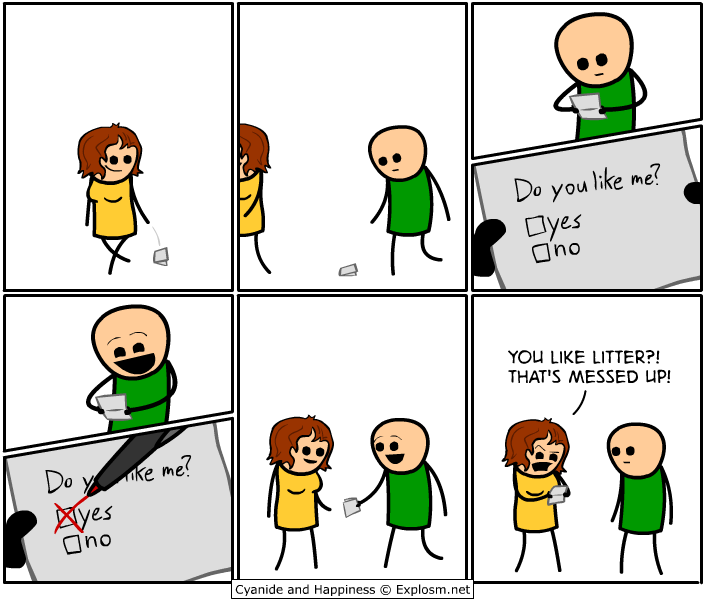 Do you like me?
yes
no
Do y like me?
yes
no
YOU LIKE LITTER?!
THAT'S MESSED UP!
Cyanide and Happiness © Explosm.net